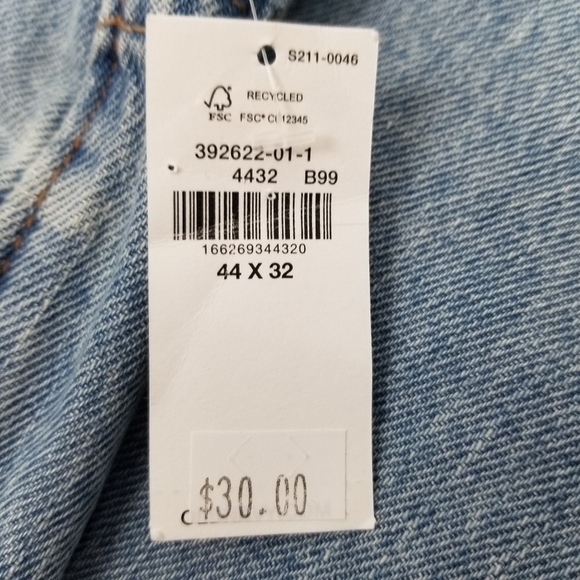 S211-0046
RECYCLED
FSC FSC® C112345
392622-01-1
4432 B99
166269344320
44 X 32
$30.00